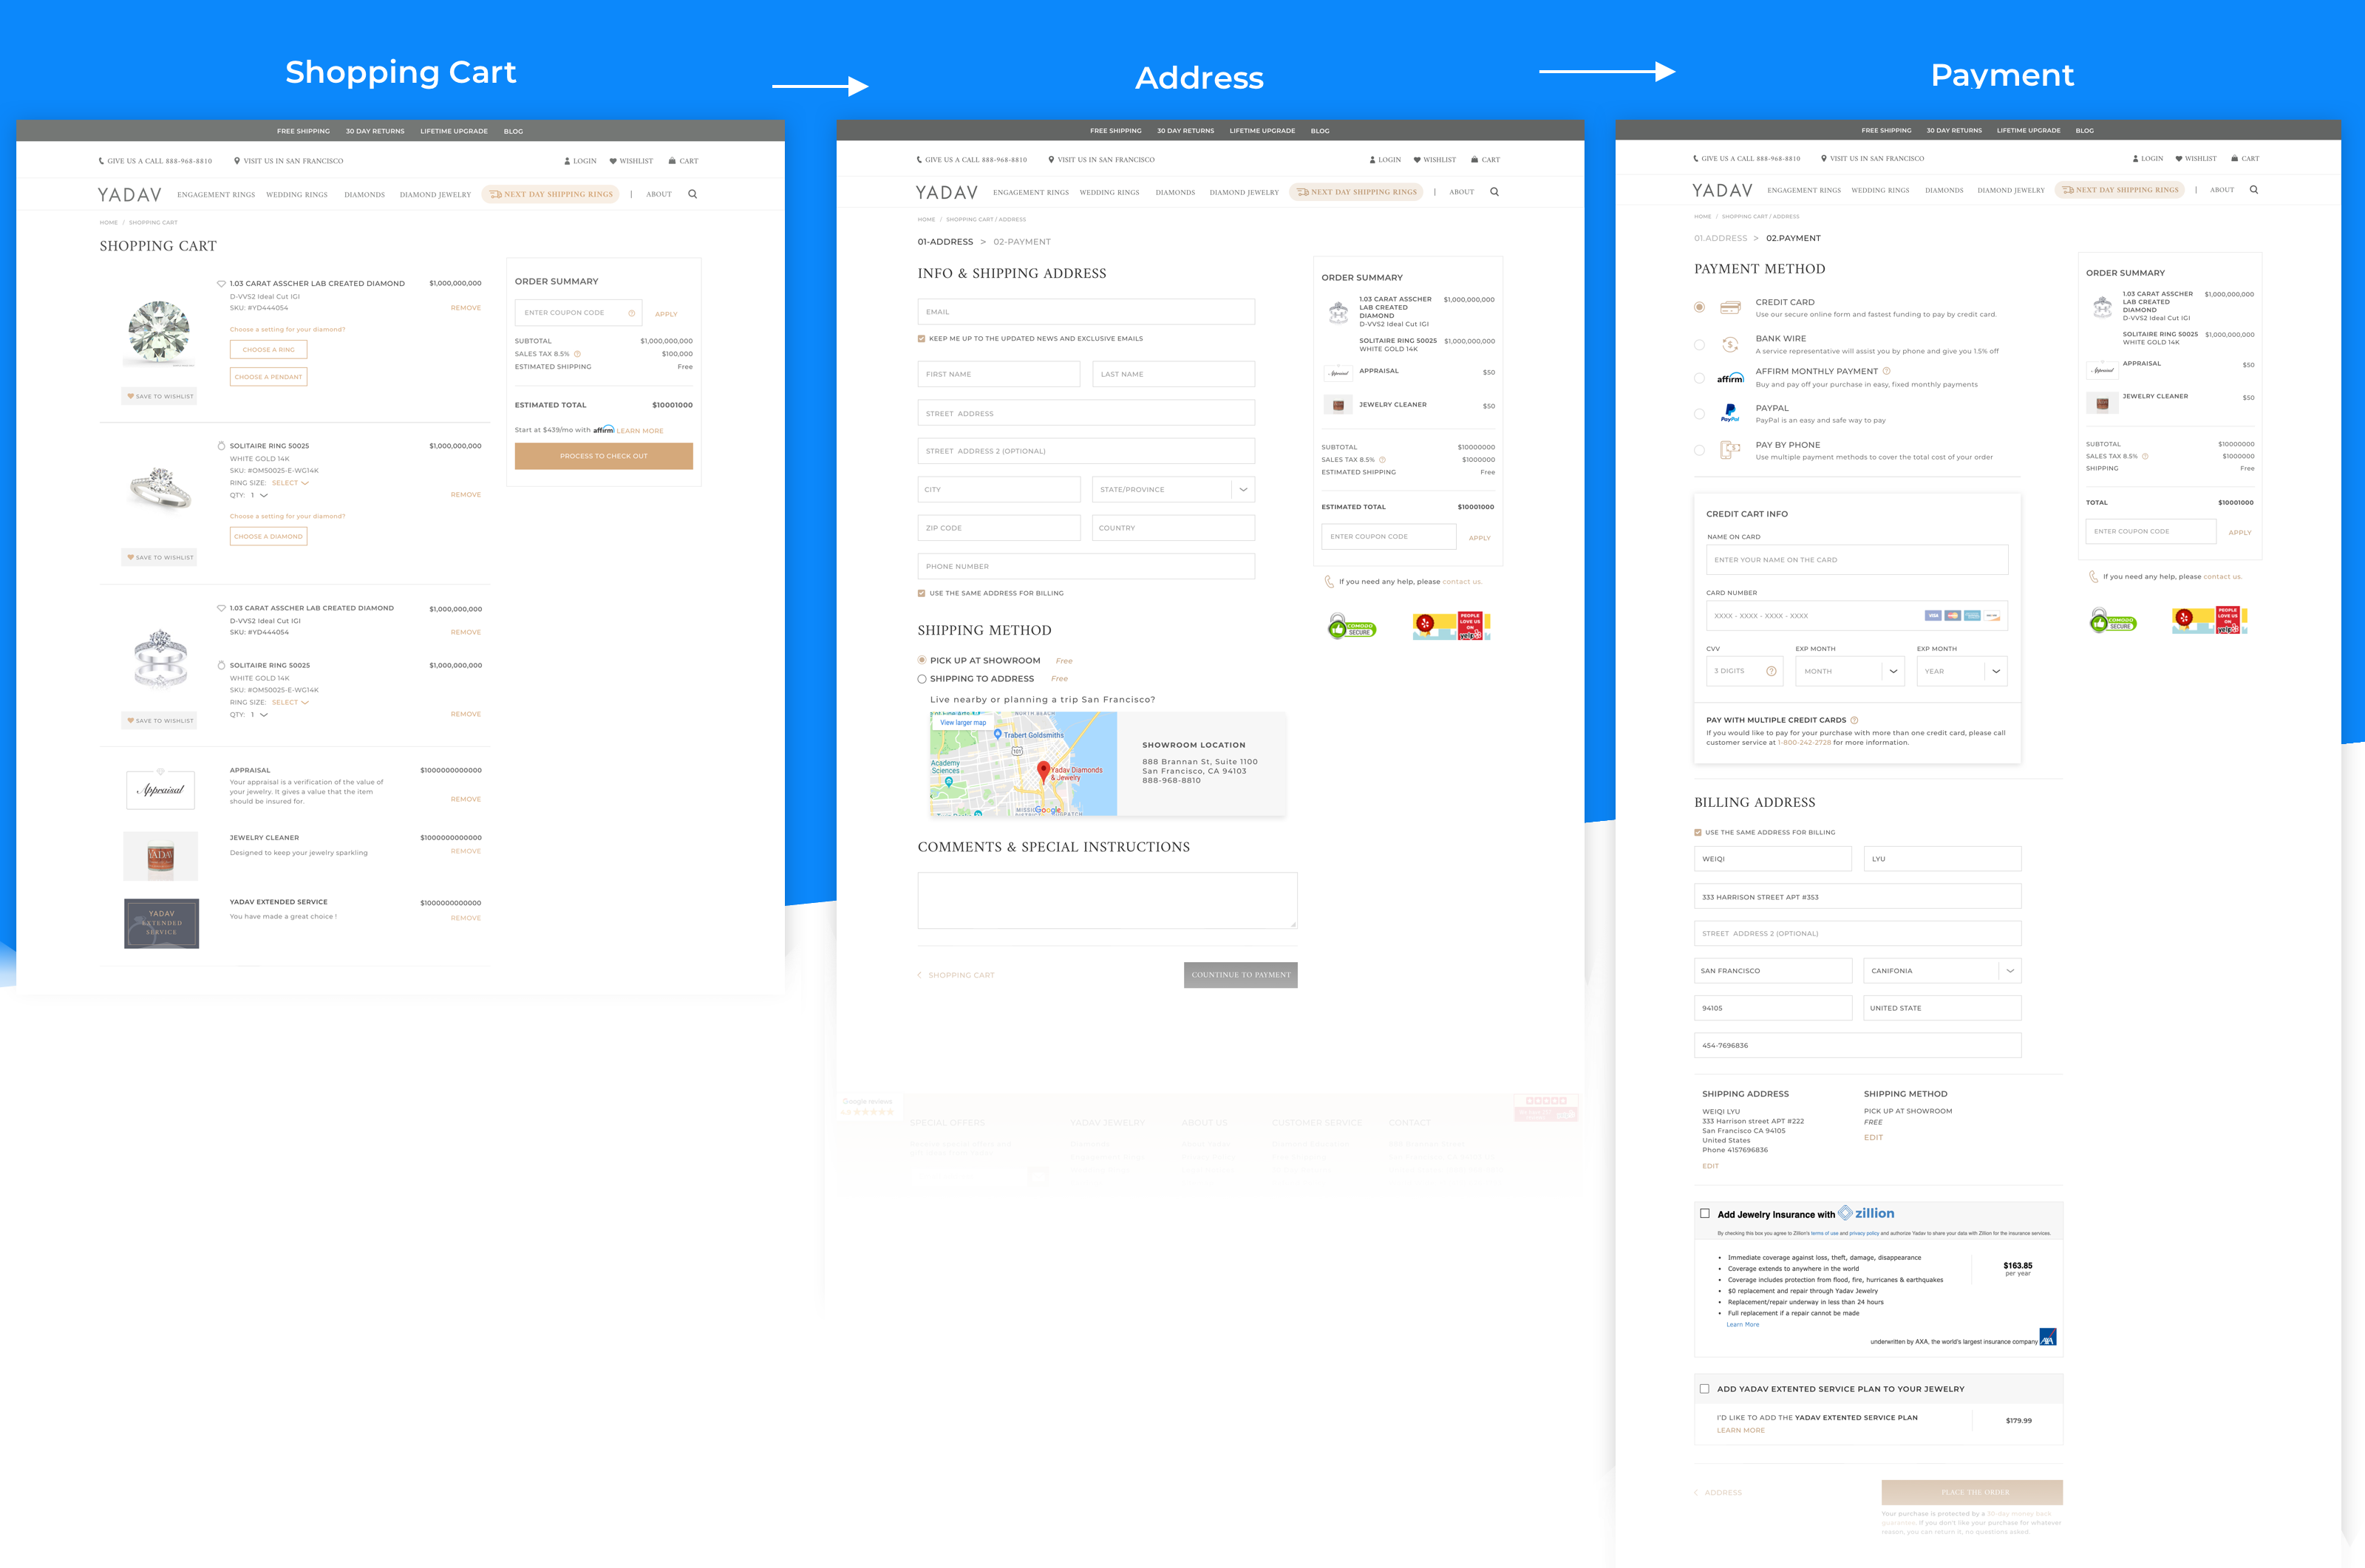 Shopping Cart
Address
Payment
FREE SHIPPING 30 DAY RETURNS LIFETIME UPGRADE BLOG
GIVE US A CALL 888-968-8810 VISIT US IN SAN FRANCISCO LOGIN WISHLIST CART
YADAV ENGAGEMENT RINGS WEDDING RINGS DIAMONDS DIAMOND JEWELRY NEXT DAY SHIPPING RINGS | ABOUT
HOME / SHOPPING CART
SHOPPING CART
1.03 CARAT ASSCHER LAB CREATED DIAMOND $1,000,000,000
D-VVS2 Ideal Cut IGI
SKU: #YD444054 REMOVE
Choose a setting for your diamond?
CHOOSE A RING
CHOOSE A PENDANT
SAVE TO WISHLIST
SOLITAIRE RING 50025 $1,000,000,000
WHITE GOLD 14K
SKU: #OM50025-E-WG14K
RING SIZE: SELECT
QTY: 1 REMOVE
Choose a setting for your diamond?
CHOOSE A DIAMOND
SAVE TO WISHLIST
1.03 CARAT ASSCHER LAB CREATED DIAMOND $1,000,000,000
D-VVS2 Ideal Cut IGI
SKU: #YD444054 REMOVE
SOLITAIRE RING 50025 $1,000,000,000
WHITE GOLD 14K
SKU: #OM50025-E-WG14K
RING SIZE: SELECT
QTY: 1 REMOVE
SAVE TO WISHLIST
Appraisal
APPRAISAL $1000000000000
Your appraisal is a verification of the value of
your jewelry. It gives a value that the item
should be insured for. REMOVE
YADAV
JEWELRY CLEANER $1000000000000
Designed to keep your jewelry sparkling REMOVE
YADAV
EXTENDED
SERVICE
YADAV EXTENDED SERVICE $1000000000000
You have made a great choice ! REMOVE
ORDER SUMMARY
ENTER COUPON CODE APPLY
SUBTOTAL $1,000,000,000
SALES TAX 8.5% $100,000
ESTIMATED SHIPPING Free
ESTIMATED TOTAL $10001000
Start at $439/mo with affirm LEARN MORE
PROCESS TO CHECK OUT
FREE SHIPPING 30 DAY RETURNS LIFETIME UPGRADE BLOG
GIVE US A CALL 888-968-8810 VISIT US IN SAN FRANCISCO LOGIN WISHLIST CART
YADAV ENGAGEMENT RINGS WEDDING RINGS DIAMONDS DIAMOND JEWELRY NEXT DAY SHIPPING RINGS | ABOUT
HOME / SHOPPING CART / ADDRESS
01-ADDRESS > 02-PAYMENT
INFO & SHIPPING ADDRESS
EMAIL
KEEP ME UP TO THE UPDATED NEWS AND EXCLUSIVE EMAILS
FIRST NAME LAST NAME
STREET ADDRESS
STREET ADDRESS 2 (OPTIONAL)
CITY STATE/PROVINCE
ZIP CODE COUNTRY
PHONE NUMBER
USE THE SAME ADDRESS FOR BILLING
SHIPPING METHOD
PICK UP AT SHOWROOM Free
SHIPPING TO ADDRESS Free
Live nearby or planning a trip San Francisco?
NORTH BEACH
View larger map
Trabert Goldsmiths
101
Academy
Sciences
Yadav Diamonds
& Jewelry
Google
SHOWROOM LOCATION
888 Brannan St, Suite 1100
San Francisco, CA 94103
888-968-8810
COMMENTS & SPECIAL INSTRUCTIONS
SHOPPING CART COUNTINUE TO PAYMENT
Google reviews
SPECIAL OFFERS YADAV JEWELRY ABOUT US CUSTOMER SERVICE CONTACT
ORDER SUMMARY
1.03 CARAT ASSCHER $1,000,000,000
LAB CREATED
DIAMOND
D-VVS2 Ideal Cut IGI
SOLITAIRE RING 50025 $1,000,000,000
WHITE GOLD 14K
Appraisal APPRAISAL $50
JEWELRY CLEANER $50
SUBTOTAL $10000000
SALES TAX 8.5% $1000000
ESTIMATED SHIPPING Free
ESTIMATED TOTAL $10001000
ENTER COUPON CODE APPLY
If you need any help, please contact us.
COMODO
SECURE
PEOPLE
LOVE US
ON
yelp
FREE SHIPPING 30 DAY RETURNS LIFETIME UPGRADE BLOG
GIVE US A CALL 888-968-8810 VISIT US IN SAN FRANCISCO LOGIN WISHLIST CART
YADAV ENGAGEMENT RINGS WEDDING RINGS DIAMONDS DIAMOND JEWELRY NEXT DAY SHIPPING RINGS | ABOUT
HOME / SHOPPING CART / ADDRESS
01.ADDRESS > 02.PAYMENT
PAYMENT METHOD
CREDIT CARD
Use our secure online form and fastest funding to pay by credit card.
BANK WIRE
A service representative will assist you by phone and give you 1.5% off
affirm AFFIRM MONTHLY PAYMENT
Buy and pay off your purchase in easy, fixed monthly payments
PAYPAL
PayPal PayPal is an easy and safe way to pay
PAY BY PHONE
Use multiple payment methods to cover the total cost of your order
CREDIT CART INFO
NAME ON CARD
ENTER YOUR NAME ON THE CARD
CARD NUMBER
XXXX - XXXX - XXXX - XXXX VISA
CVV EXP MONTH EXP MONTH
3 DIGITS MONTH YEAR
PAY WITH MULTIPLE CREDIT CARDS
If you would like to pay for your purchase with more than one credit card, please call
customer service at 1-800-242-2728 for more information.
BILLING ADDRESS
USE THE SAME ADDRESS FOR BILLING
WEIQI LYU
333 HARRISON STREET APT #353
STREET ADDRESS 2 (OPTIONAL)
SAN FRANCISCO CANIFONIA
94105 UNITED STATE
454-7696836
SHIPPING ADDRESS SHIPPING METHOD
WEIQI LYU PICK UP AT SHOWROOM
333 Harrison street APT #222 FREE
San Francisco CA 94105
United States EDIT
Phone 4157696836
EDIT
Add Jewelry Insurance with zillion
By checking this box you agree to Zillion's terms of use and privacy policy and authorize Yadav to share your data with Zillion for the insurance services.
Immediate coverage against loss, theft, damage, disappearance
Coverage extends to anywhere in the world
Coverage includes protection from flood, fire, hurricanes & earthquakes
$0 replacement and repair through Yadav Jewelry
Replacement/repair underway in less than 24 hours
Full replacement if a repair cannot be made
Learn More
$163.85
per year
underwritten by AXA, the world's largest insurance company AXA
ADD YADAV EXTENTED SERVICE PLAN TO YOUR JEWELRY
I'D LIKE TO ADD THE YADAV EXTENTED SERVICE PLAN $179.99
LEARN MORE
ADDRESS PLACE THE ORDER
Your purchase is protected by a 30-day money back
guarantee. If you don't like your purchase for whatever
reason, you can return it, no questions asked.
ORDER SUMMARY
1.03 CARAT ASSCHER $1,000,000,000
LAB CREATED
DIAMOND
D-VVS2 Ideal Cut IGI
SOLITAIRE RING 50025 $1,000,000,000
WHITE GOLD 14K
Appraisal APPRAISAL $50
JEWELRY CLEANER $50
SUBTOTAL $10000000
SALES TAX 8.5% $1000000
SHIPPING Free
TOTAL $10001000
ENTER COUPON CODE APPLY
If you need any help, please contact us.
COMODO
SECURE
PEOPLE
LOVE US
ON
yelp